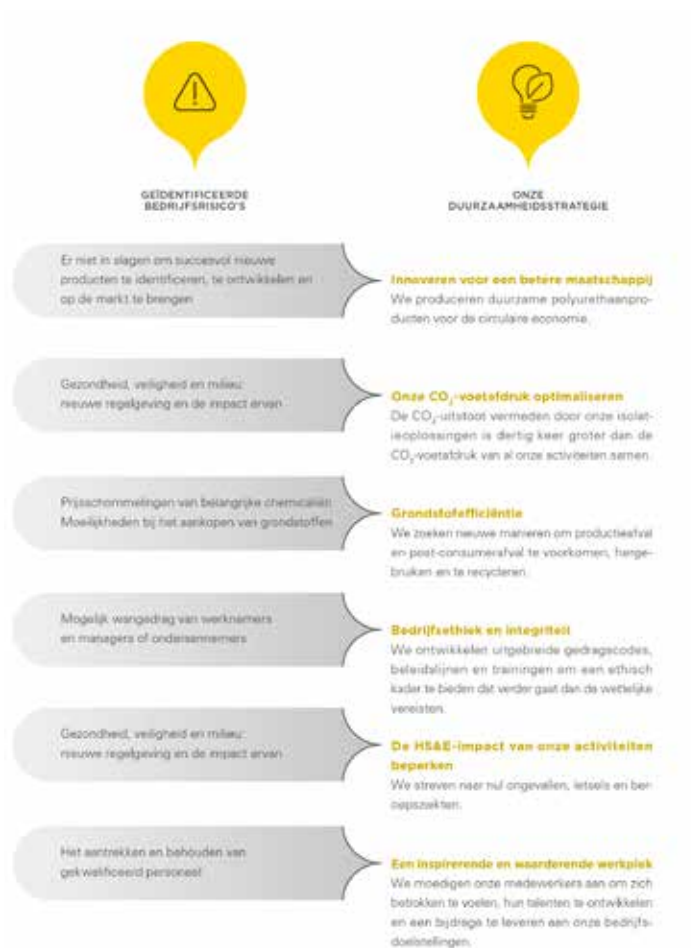 GEÏDENTIFICEERDE
BEDRIJFSRISICO'S
ONZE
DUURZAAMHEIDSSTRATEGIE
Er niet in slagen om succesvol nieuwe
producten te identificeren, te ontwikkelen en
op de markt te brengen
Innoveren voor een betere maatschappij
We produceren duurzame polyurethaanpro-
ducten voor de circulaire economie.
Gezondheid, veiligheid en milieu:
nieuwe regelgeving en de impact ervan
Onze CO₂-voetafdruk optimaliseren
De CO₂-uitstoot vermeden door onze isolat-
ieoplossingen is dertig keer groter dan de
CO₂-voetafdruk van al onze activiteiten samen.
Prijsschommelingen van belangrijke chemicaliën
Moeilijkheden bij het aankopen van grondstoffen
Grondstofefficiëntie
We zoeken nieuwe manieren om productieafval
en post-consumerafval te voorkomen, herge-
bruiken en te recycleren.
Mogelijk wangedrag van werknemers
en managers of onderaannemers
Bedrijfsethiek en integriteit
We ontwikkelen uitgebreide gedragscodes,
beleidslijnen en trainingen om een ethisch
kader te bieden dat verder gaat dan de wettelijke
vereisten.
Gezondheid, veiligheid en milieu:
nieuwe regelgeving en de impact ervan
De HS&E-impact van onze activiteiten
beperken
We streven naar nul ongevallen, letsels en ber-
oepsziekten.
Het aantrekken en behouden van
gekwalificeerd personeel
Een inspirerende en waarderende werkplek
We moedigen onze medewerkers aan om zich
betrokken te voelen, hun talenten te ontwikkelen
en een bijdrage te leveren aan onze bedrijfs-
doelstellingen.